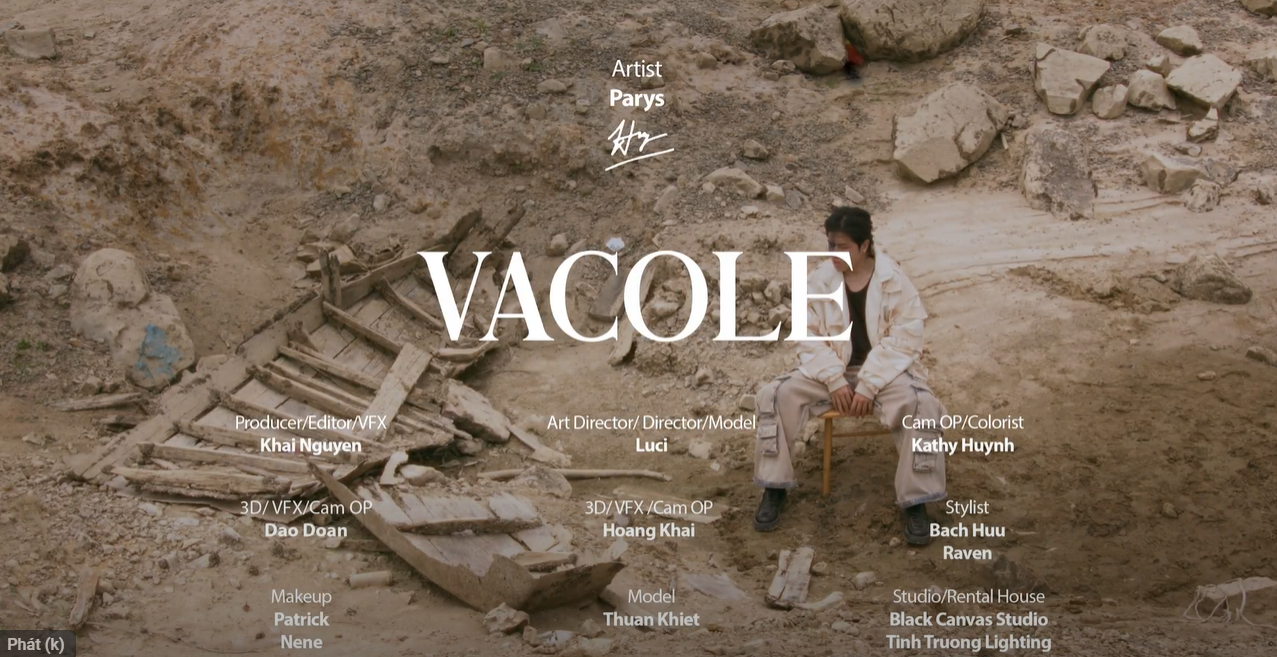 Artist
Parys
VACOLE
Producer/Editor/VFX
Khai Nguyen
Art Director/ Director/Model
Luci
Cam OP/Colorist
Kathy Huynh
3D/ VFX/Cam OP
Dao Doan
3D/ VFX /Cam OP
Hoang Khai
Stylist
Bach Huu
Raven
Makeup
Patrick
Nene
Model
Thuan Khiet
Studio/Rental House
Black Canvas Studio
Tinh Truong Lighting
Phát (k)